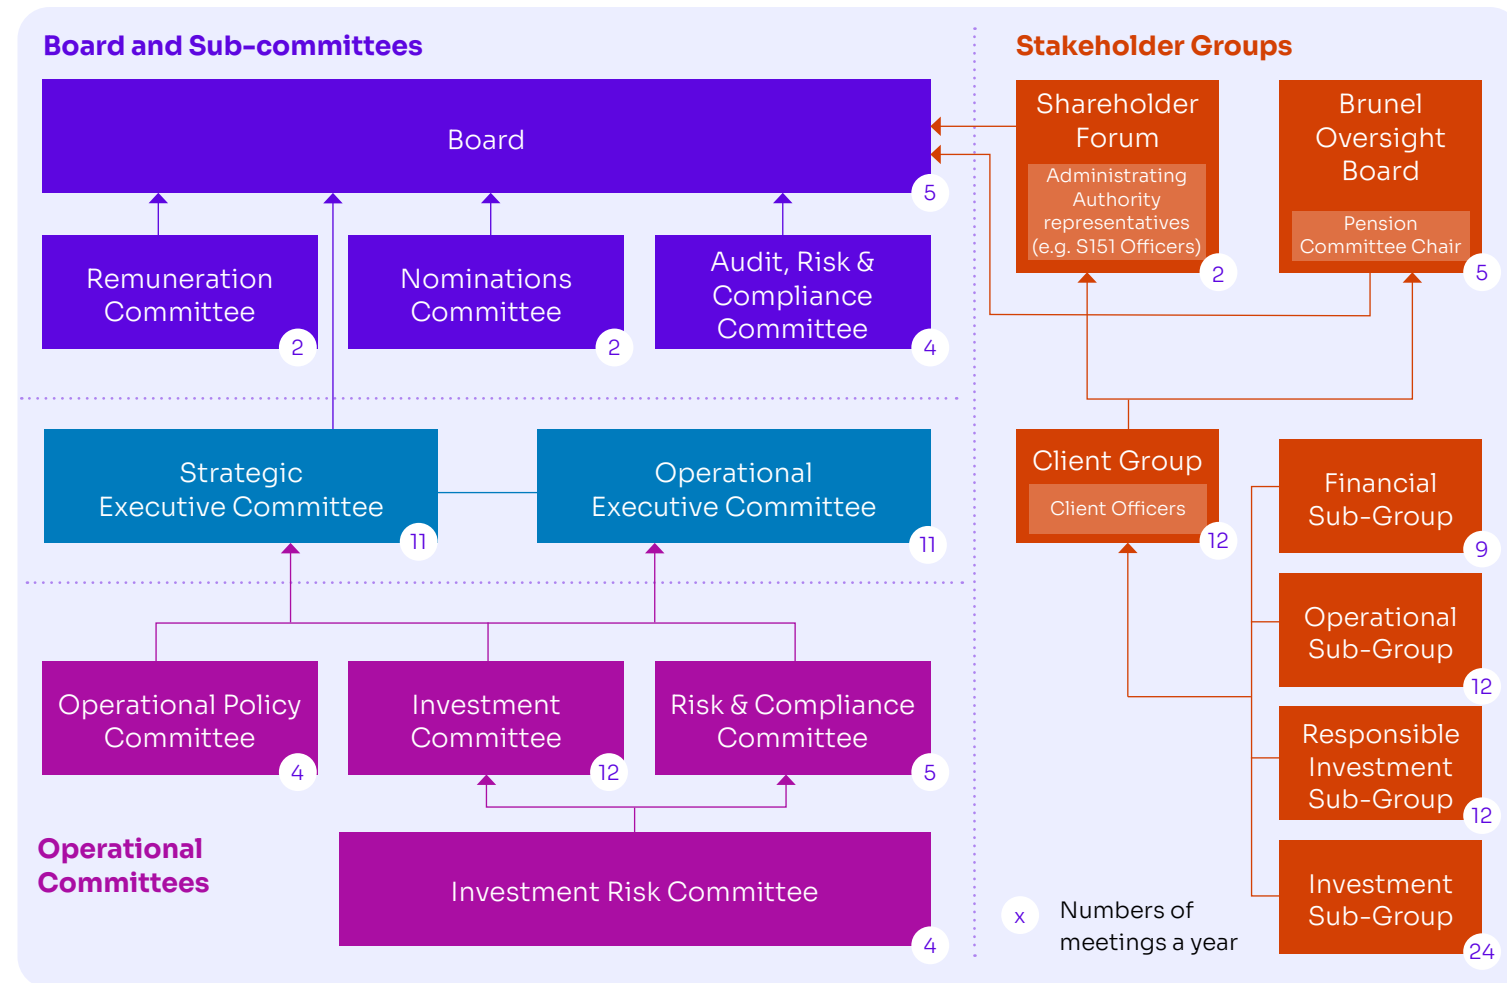 Board and Sub-committees
Stakeholder Groups
Board
5
Shareholder
Forum
Administrating
Authority
representatives
(e.g. S151 Officers)
2
Brunel
Oversight
Board
Pension
Committee Chair
5
Remuneration
Committee
2
Nominations
Committee
2
Audit, Risk &
Compliance
Committee
4
Strategic
Executive Committee
11
Operational
Executive Committee
11
Client Group
Client Officers
12
Financial
Sub-Group
9
Operational
Sub-Group
12
Responsible
Investment
Sub-Group
12
Investment
Sub-Group
24
Operational Policy
Committee
4
Investment
Committee
12
Risk & Compliance
Committee
5
Operational
Committees
Investment Risk Committee
4
x
Numbers of
meetings a year